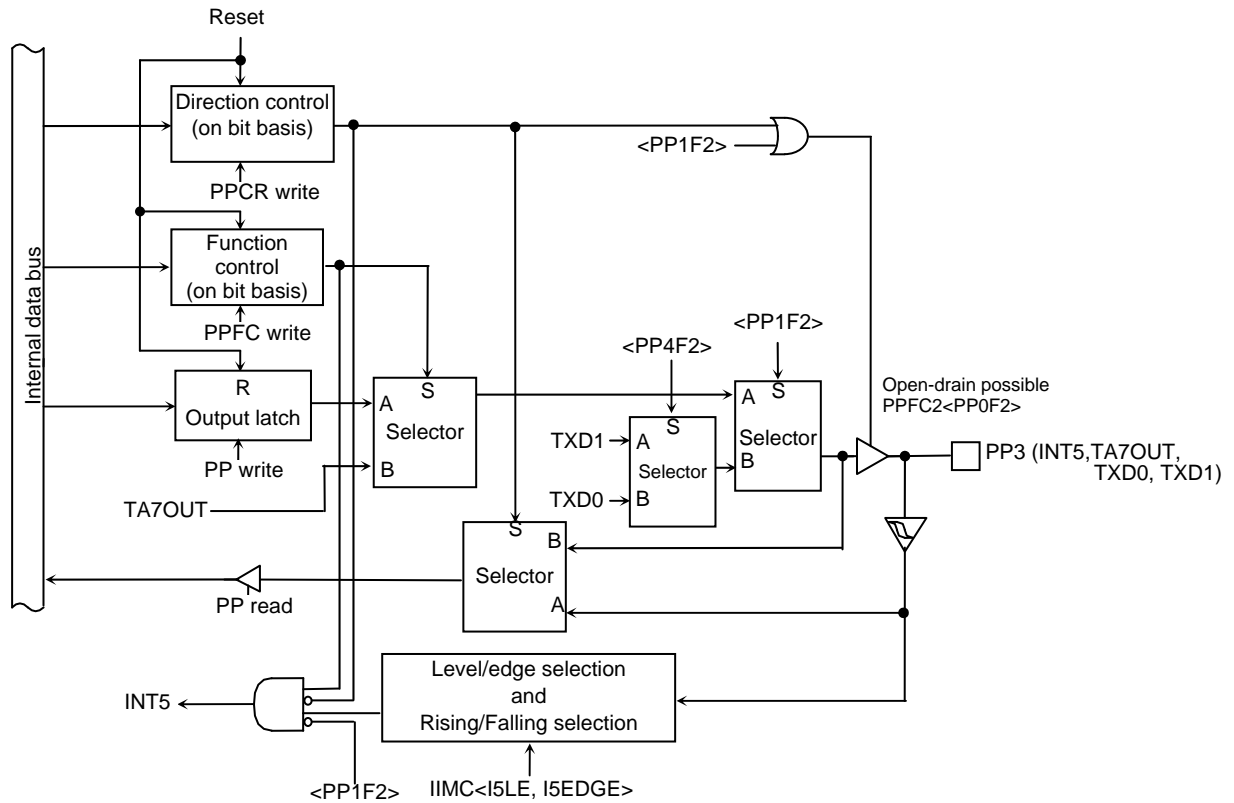 Reset
Direction control
(on bit basis)
<PP1F2>
PPCR write
Internal data bus
Function
control
(on bit basis)
PPFC write
<PP1F2>
<PP4F2>
R
Output latch
A
S
Selector
B
PP write
TA7OUT
TXD1
TXD0
A
S
Selector
B
A
S
Selector
B
Open-drain possible
PPFC2<PP0F2>
PP3 (INT5,TA7OUT,
TXD0, TXD1)
S
B
Selector
A
PP read
Level/edge selection
and
Rising/Falling selection
INT5
<PP1F2>
IIMC<I5LE, I5EDGE>